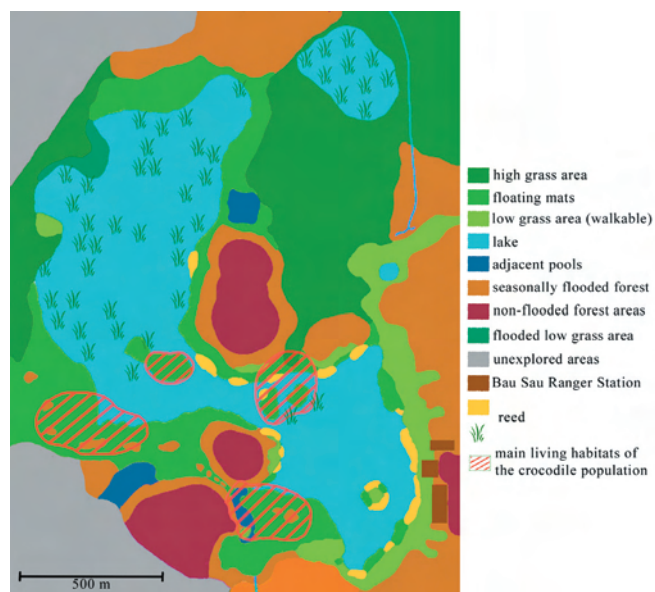 high grass area
floating mats
low grass area (walkable)
lake
adjacent pools
seasonally flooded forest
non-flooded forest areas
flooded low grass area
unexplored areas
Bau Sau Ranger Station
reed
main living habitats of
the crocodile population
500 m